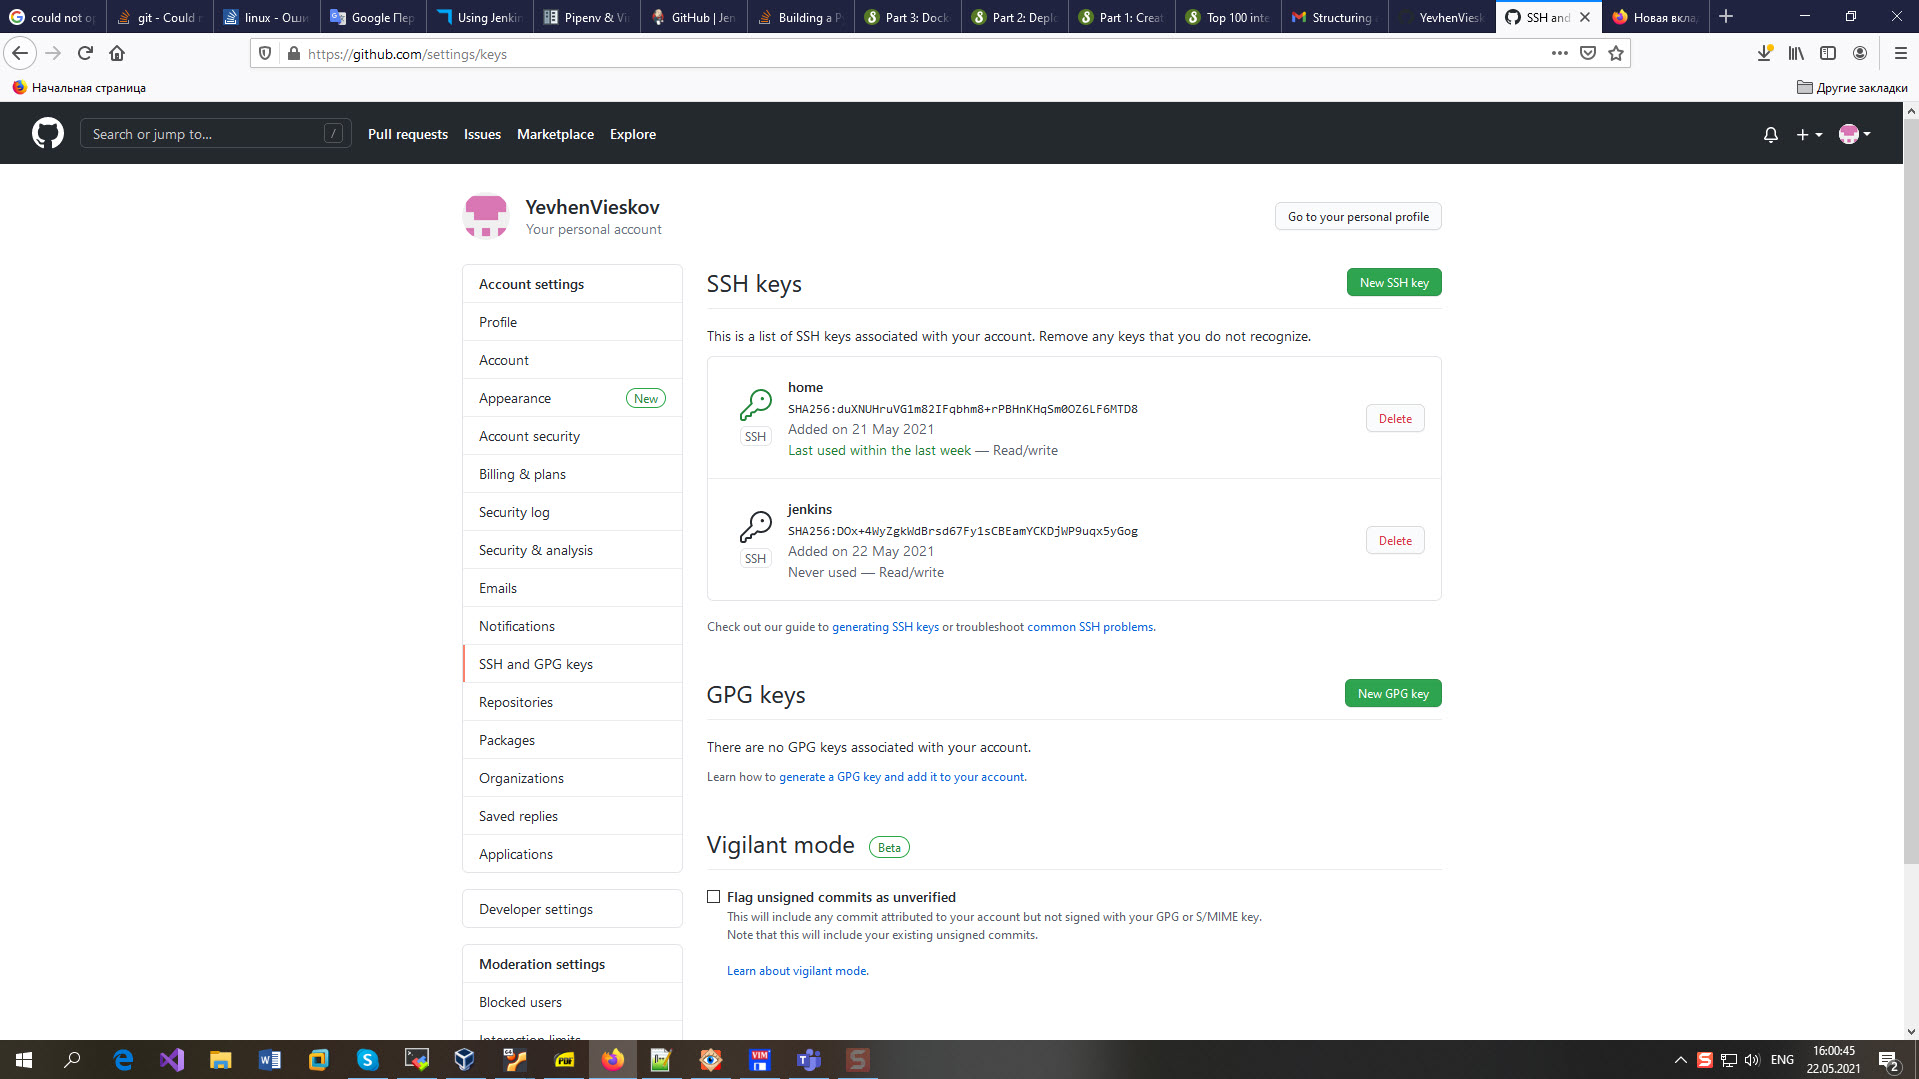 could not op
git - Could
linux - Оши
Google Пер
Using Jenkin
Pipenv & Vi
GitHub | Jen
Building a P
Part 3: Dock
Part 2: Deplo
Part 1: Creat
Top 100 inte
Structuring
YevhenViesk
SSH and
Новая вкла
https://github.com/settings/keys
Начальная страница
Другие закладки
Search or jump to...
/
Pull requests
Issues
Marketplace
Explore
YevhenVieskov
Your personal account
Go to your personal profile
Account settings
Profile
Account
Appearance
New
Account security
Billing & plans
Security log
Security & analysis
Emails
Notifications
SSH and GPG keys
Repositories
Packages
Organizations
Saved replies
Applications
Developer settings
Moderation settings
Blocked users
Interaction limits
SSH keys
New SSH key
This is a list of SSH keys associated with your account. Remove any keys that you do not recognize.
home
SHA256:duXNUHruVG1m82IFqbhm8+rPBHnKHqSm0OZ6LF6MTD8
Added on 21 May 2021
Last used within the last week — Read/write
SSH
Delete
jenkins
SHA256:DOx+4WyZgkWdBrsd67Fy1sCBEamYCKDjWP9uqx5yGog
Added on 22 May 2021
Never used — Read/write
SSH
Delete
Check out our guide to generating SSH keys or troubleshoot common SSH problems.
GPG keys
New GPG key
There are no GPG keys associated with your account.
Learn how to generate a GPG key and add it to your account.
Vigilant mode
Beta
Flag unsigned commits as unverified
This will include any commit attributed to your account but not signed with your GPG or S/MIME key.
Note that this will include your existing unsigned commits.
Learn about vigilant mode.
PDF
VIM
ENG
16:00:45
22.05.2021
2